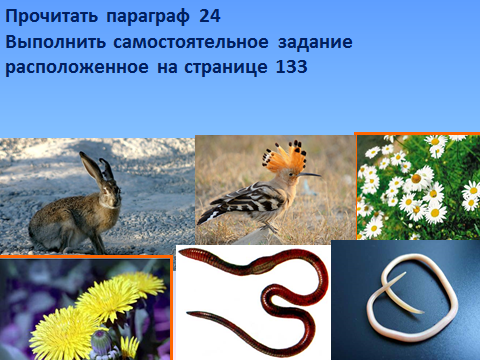 Прочитать параграф 24
Выполнить самостоятельное задание
расположенное на странице 133